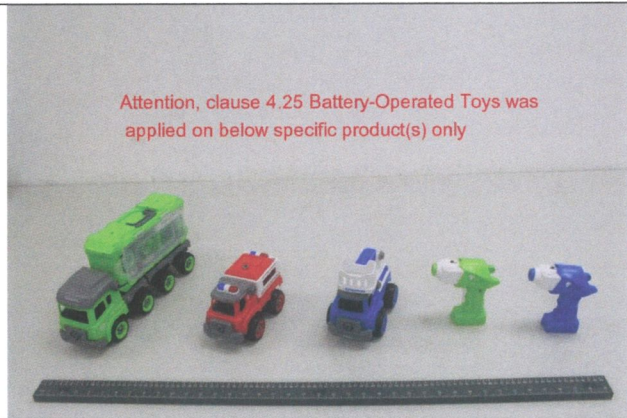 Attention, clause 4.25 Battery-Operated Toys was
applied on below specific product(s) only